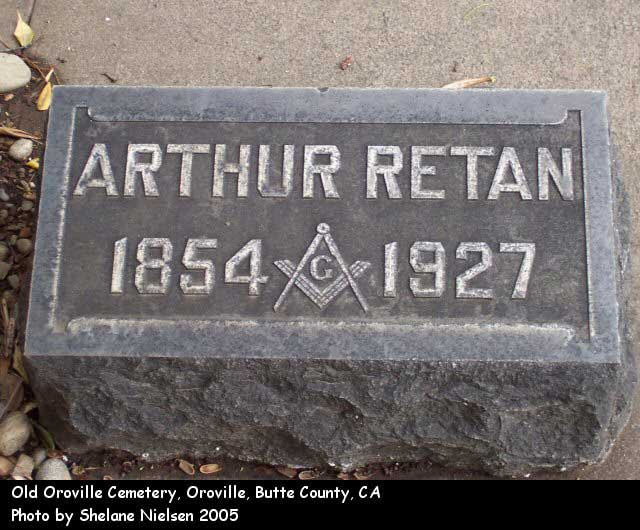 ARTHUR RETAN
1854 G 1927
Old Oroville Cemetery, Oroville, Butte County, CA
Photo by Shelane Nielsen 2005